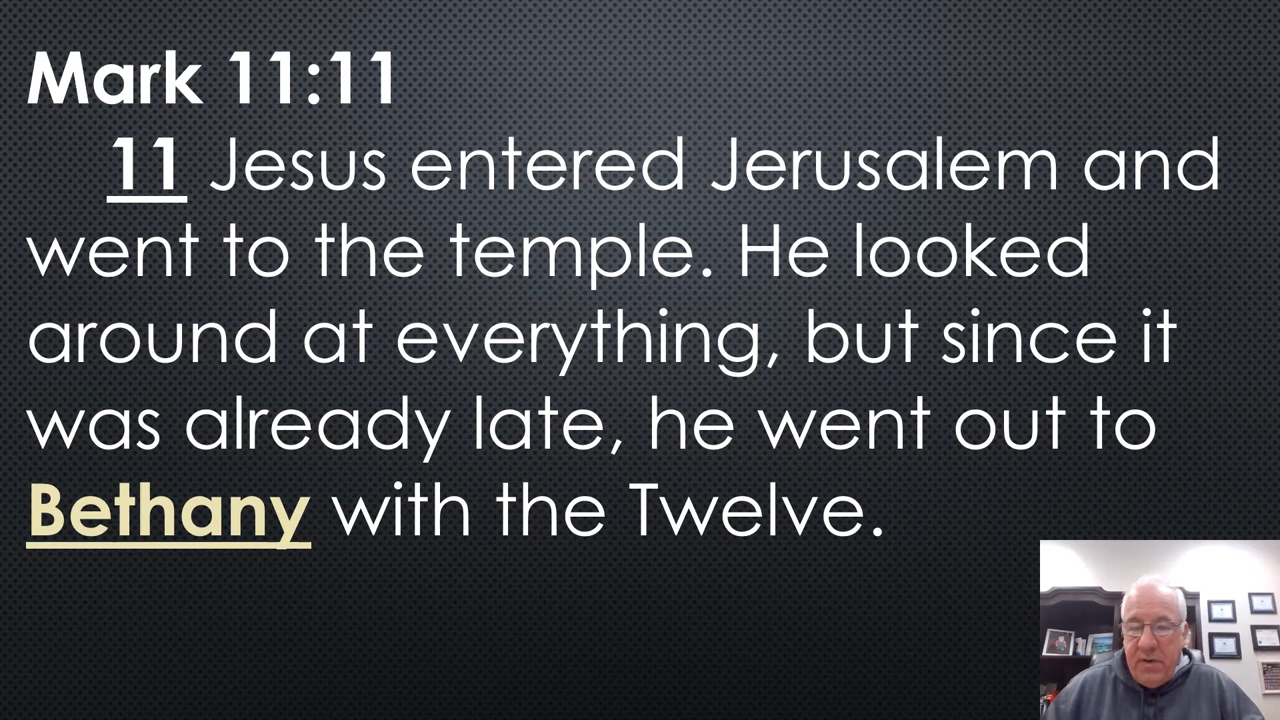 Mark 11:11
11 Jesus entered Jerusalem and
went to the temple. He looked
around at everything, but since it
was already late, he went out to
Bethany with the Twelve.